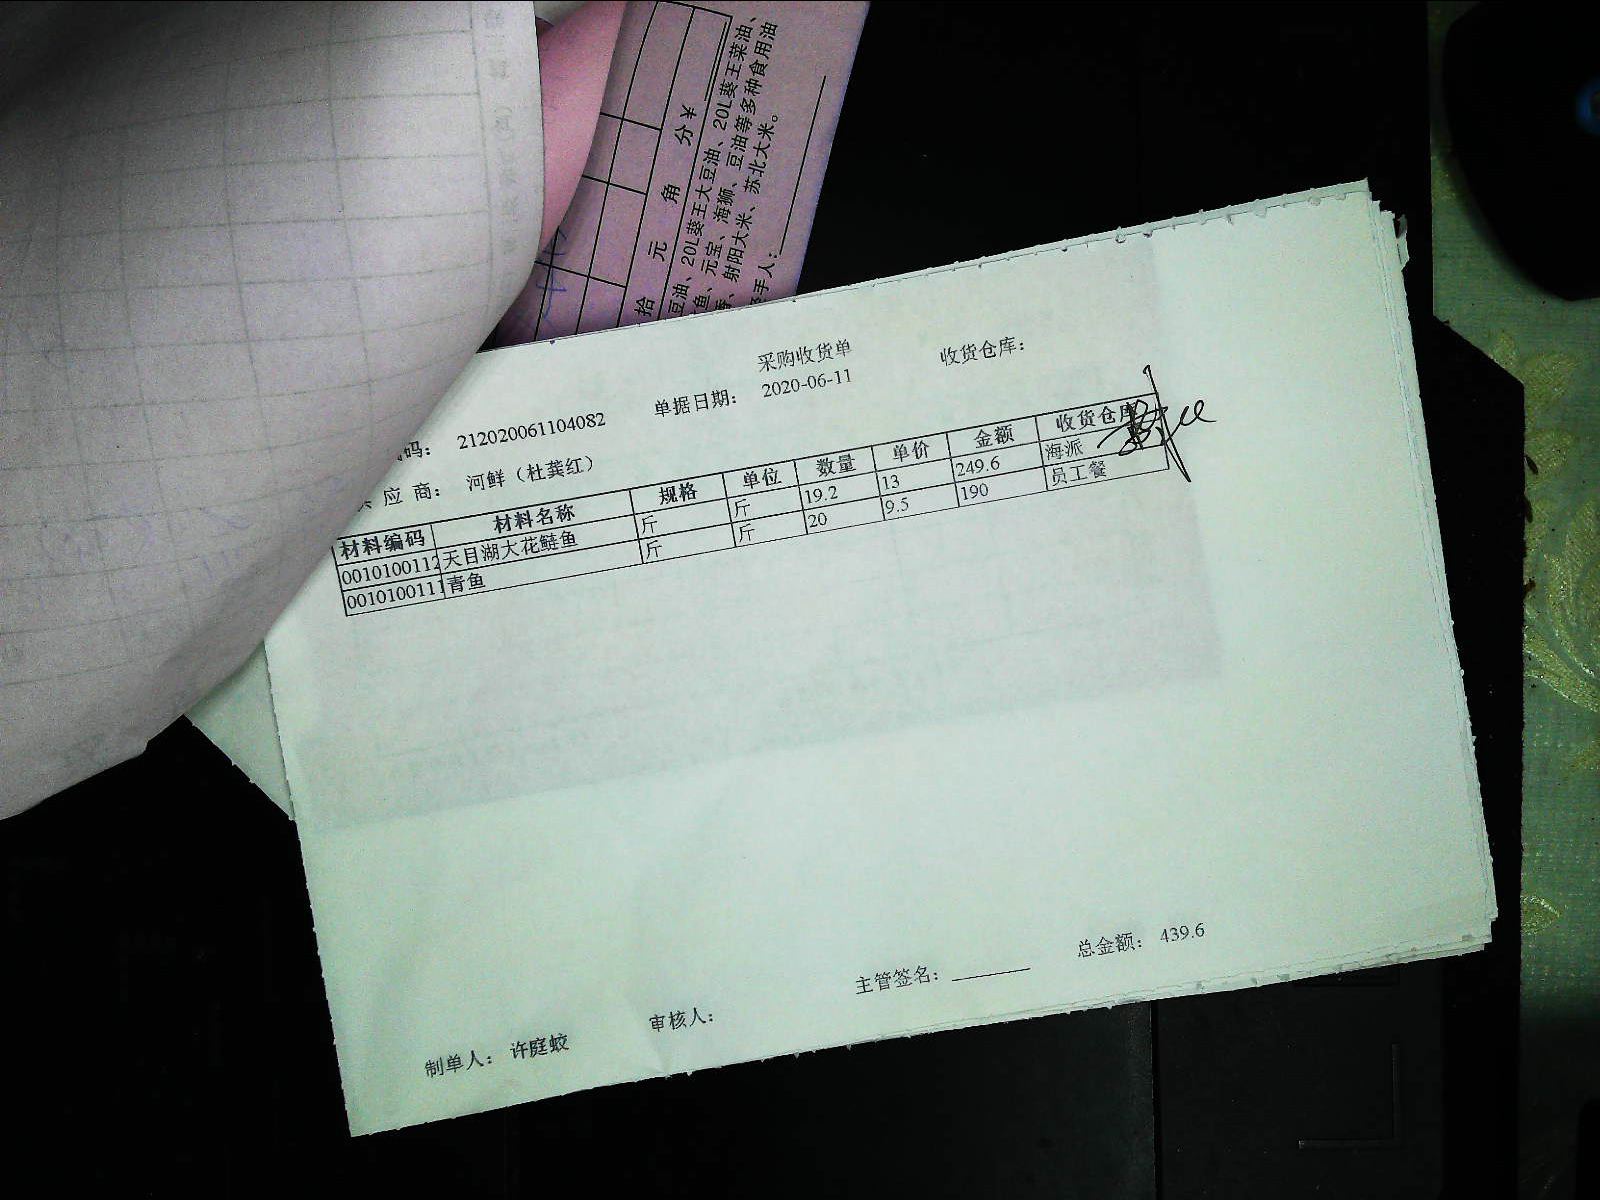 分 ¥
拾 元 角
豆油、20L葵王大豆油、20L葵王菜油、
鱼、元宝、海狮、豆油等多种食用油
香、射阳大米、苏北大米。
手人：
采购收货单
码： 212020061104082 单据日期： 2020-06-11 收货仓库：
应 商： 河鲜（杜龚红）
材料编码 材料名称 规格 单位 数量 单价 金额 收货仓库
0010100112 天目湖大花鲢鱼 斤 斤 19.2 13 249.6 海派
0010100111 青鱼 斤 斤 20 9.5 190 员工餐
制单人： 许庭蛟 审核人： 主管签名： 总金额： 439.6